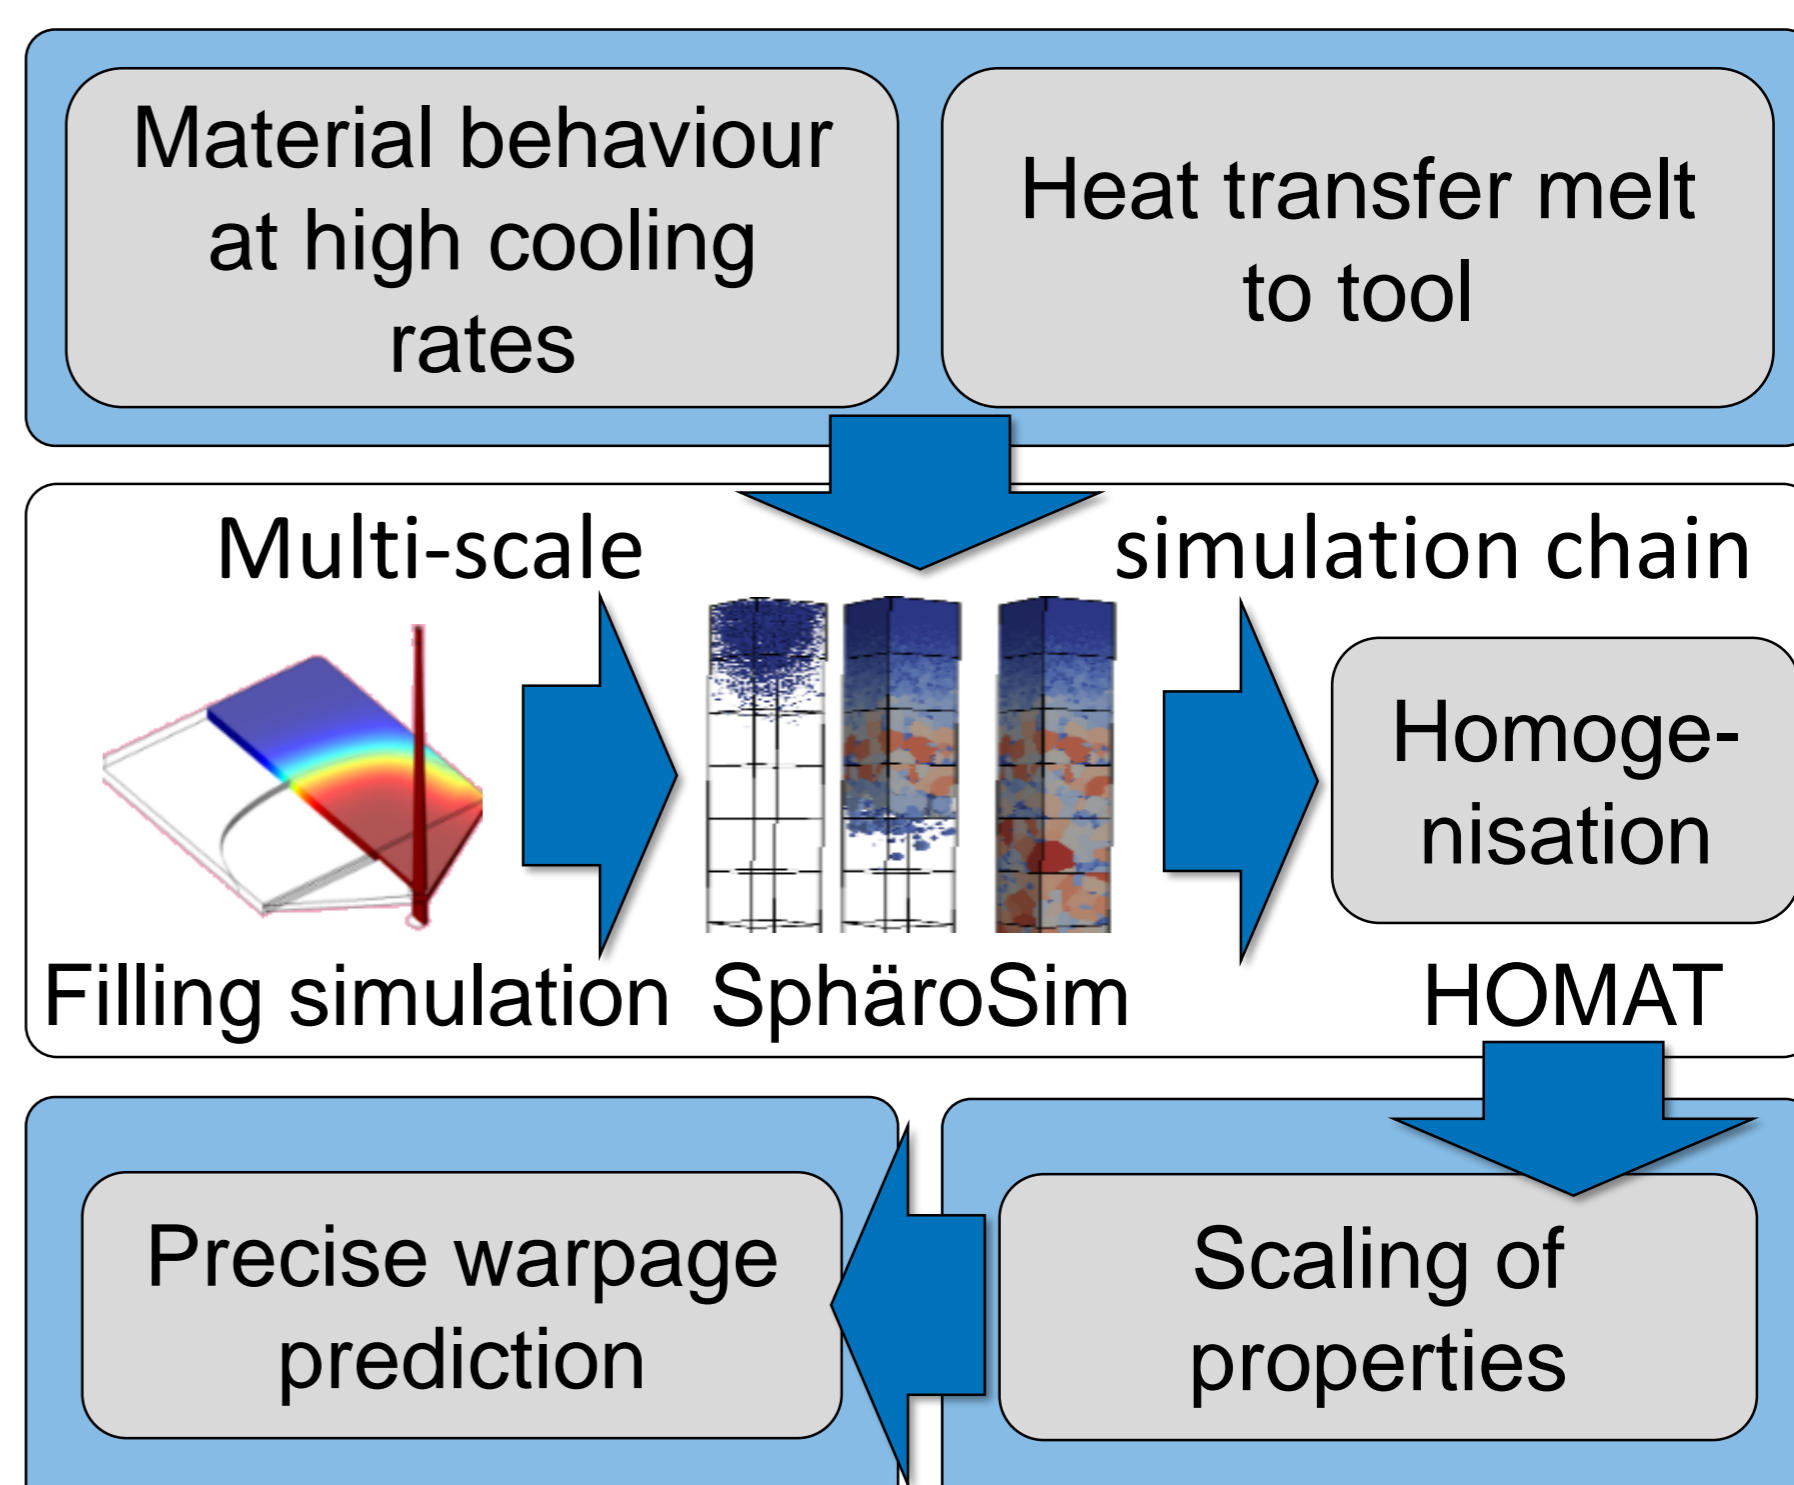 Material behaviour
at high cooling
rates
Heat transfer melt
to tool
Multi-scale simulation chain
Homoge-
nisation
Filling simulation SphäroSim HOMAT
Precise warpage
prediction
Scaling of
properties